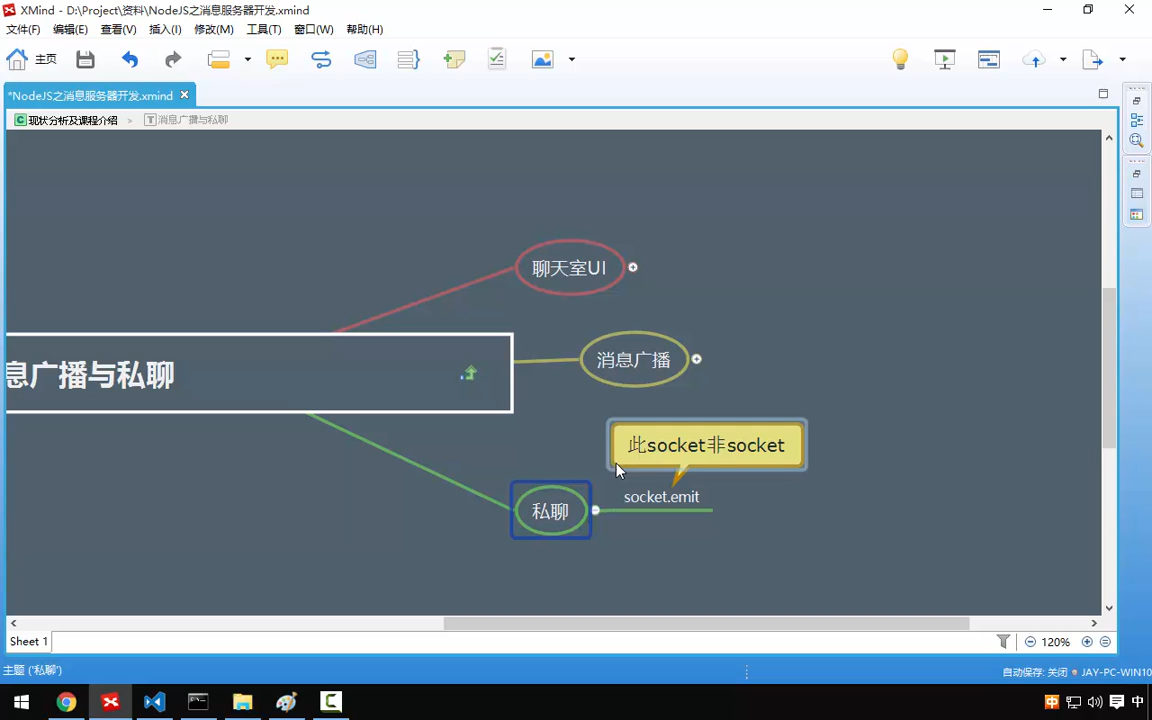 XMind - D:\Project\资料\NodeJS之消息服务器开发.xmind
文件(F) 编辑(E) 查看(V) 插入(I) 修改(M) 工具(T) 窗口(W) 帮助(H)
主页
*NodeJS之消息服务器开发.xmind
C 现状分析及课程介绍 > T 消息广播与私聊
聊天室UI
消息广播
息广播与私聊
此socket非socket
socket.emit
私聊
Sheet 1
120%
主题 ('私聊')
自动保存: 关闭 JAY-PC-WIN10
中 中